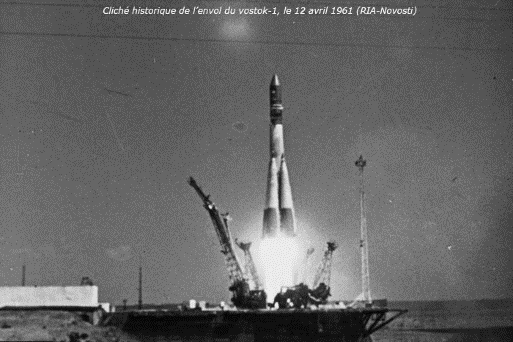 Cliché historique de l'envol du vostok-1, le 12 avril 1961 (RIA-Novosti)